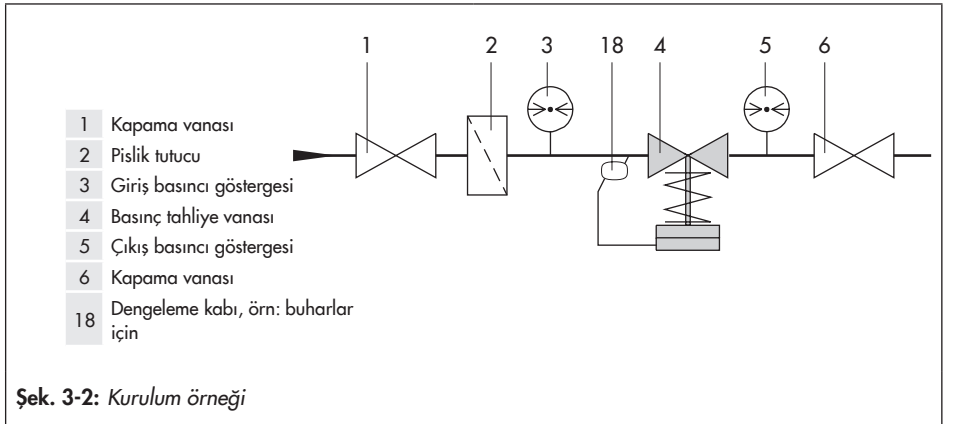 1 2 3 18 4 5 6
1 Kapama vanası
2 Pislik tutucu
3 Giriş basıncı göstergesi
4 Basınç tahliye vanası
5 Çıkış basıncı göstergesi
6 Kapama vanası
18 Dengeleme kabı, örn: buharlar
için
Şek. 3-2: Kurulum örneği